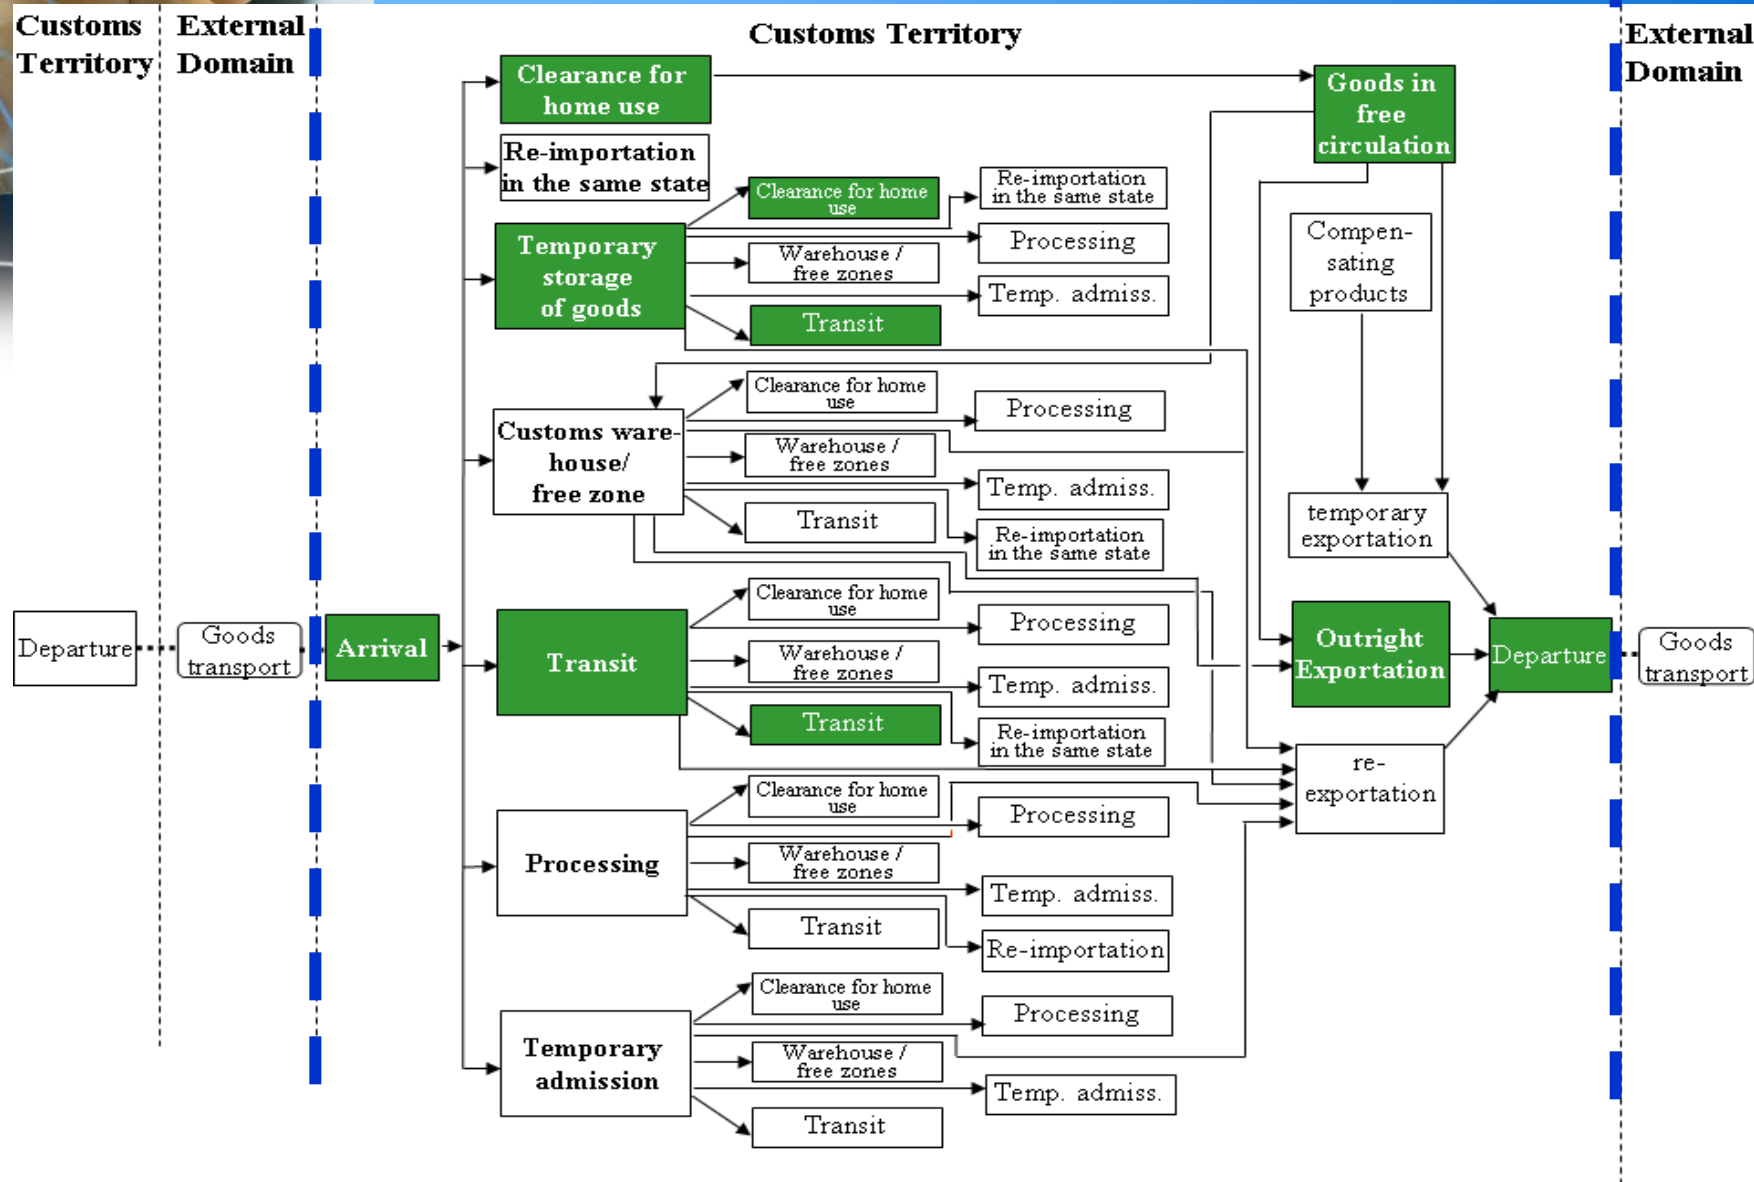 Customs
Territory
External
Domain
Customs Territory
External
Domain
Clearance for
home use
Goods in
free
circulation
Re-importation
in the same state
Clearance for home
use
Re-importation
in the same state
Temporary
storage
of goods
Processing
Warehouse /
free zones
Temp. admiss.
Transit
Compen-
sating
products
Clearance for home
use
Processing
Customs ware-
house/
free zone
Warehouse /
free zones
Temp. admiss.
Transit
Re-importation
in the same state
temporary
exportation
Departure
Goods
transport
Arrival
Transit
Clearance for home
use
Processing
Warehouse /
free zones
Temp. admiss.
Transit
Re-importation
in the same state
Outright
Exportation
Departure
Goods
transport
re-
exportation
Processing
Clearance for home
use
Processing
Warehouse /
free zones
Temp. admiss.
Transit
Re-importation
Temporary
admission
Clearance for home
use
Processing
Warehouse /
free zones
Temp. admiss.
Transit